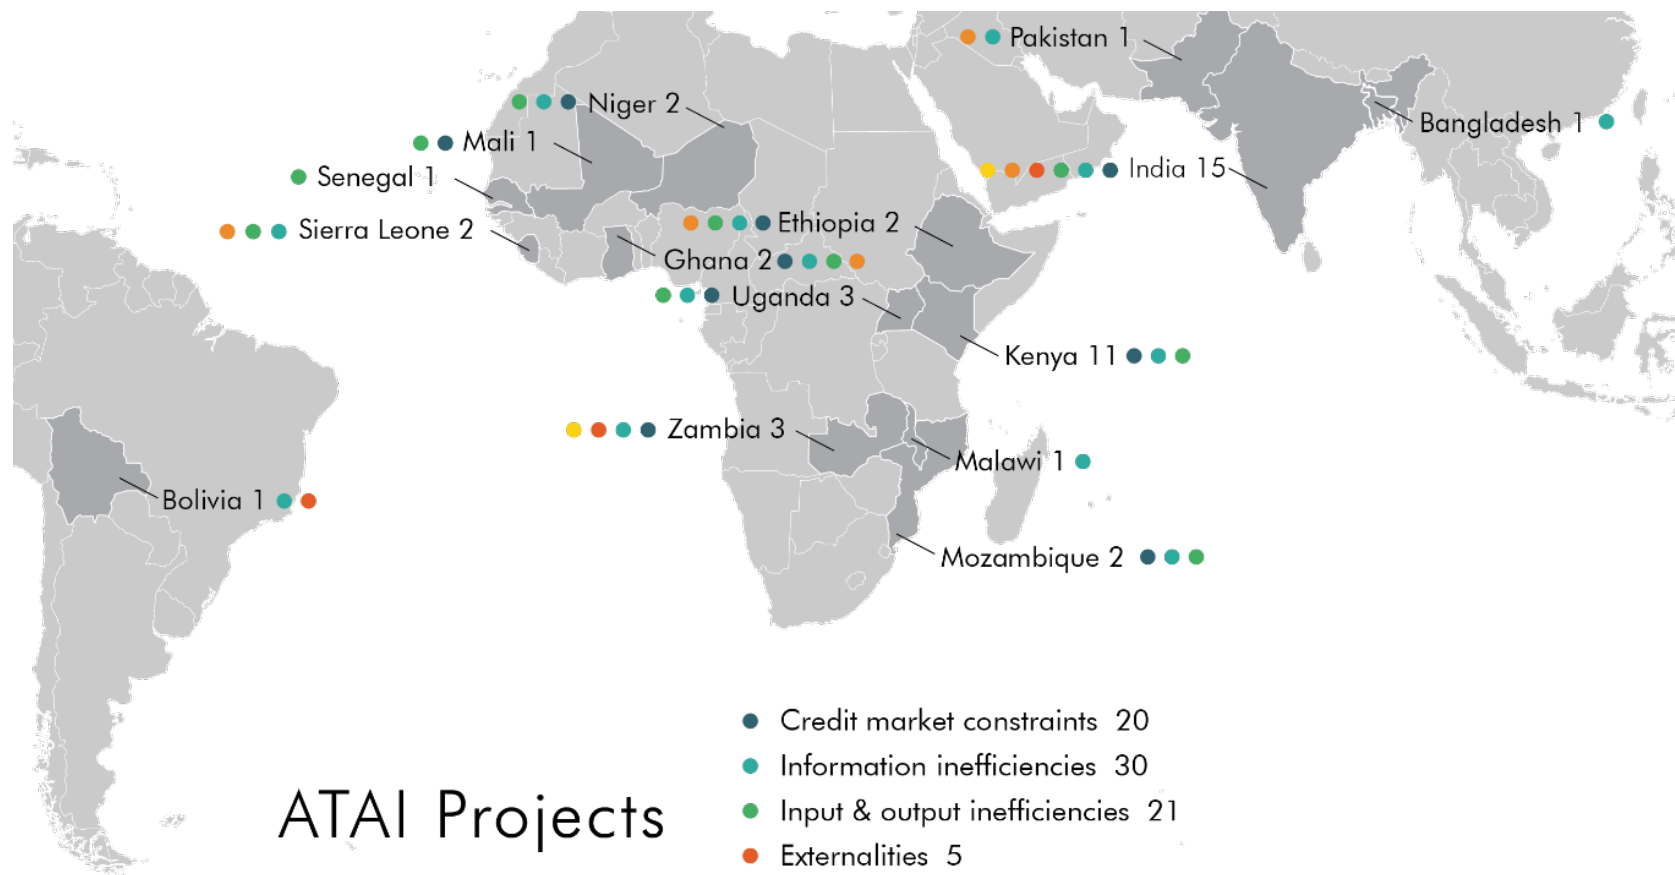 Pakistan 1
Niger 2
Bangladesh 1
Mali 1
India 15
Senegal 1
Ethiopia 2
Sierra Leone 2
Ghana 2
Uganda 3
Kenya 11
Zambia 3
Malawi 1
Bolivia 1
Mozambique 2
Credit market constraints 20
Information inefficiencies 30
Input & output inefficiencies 21
Externalities 5
ATAI Projects